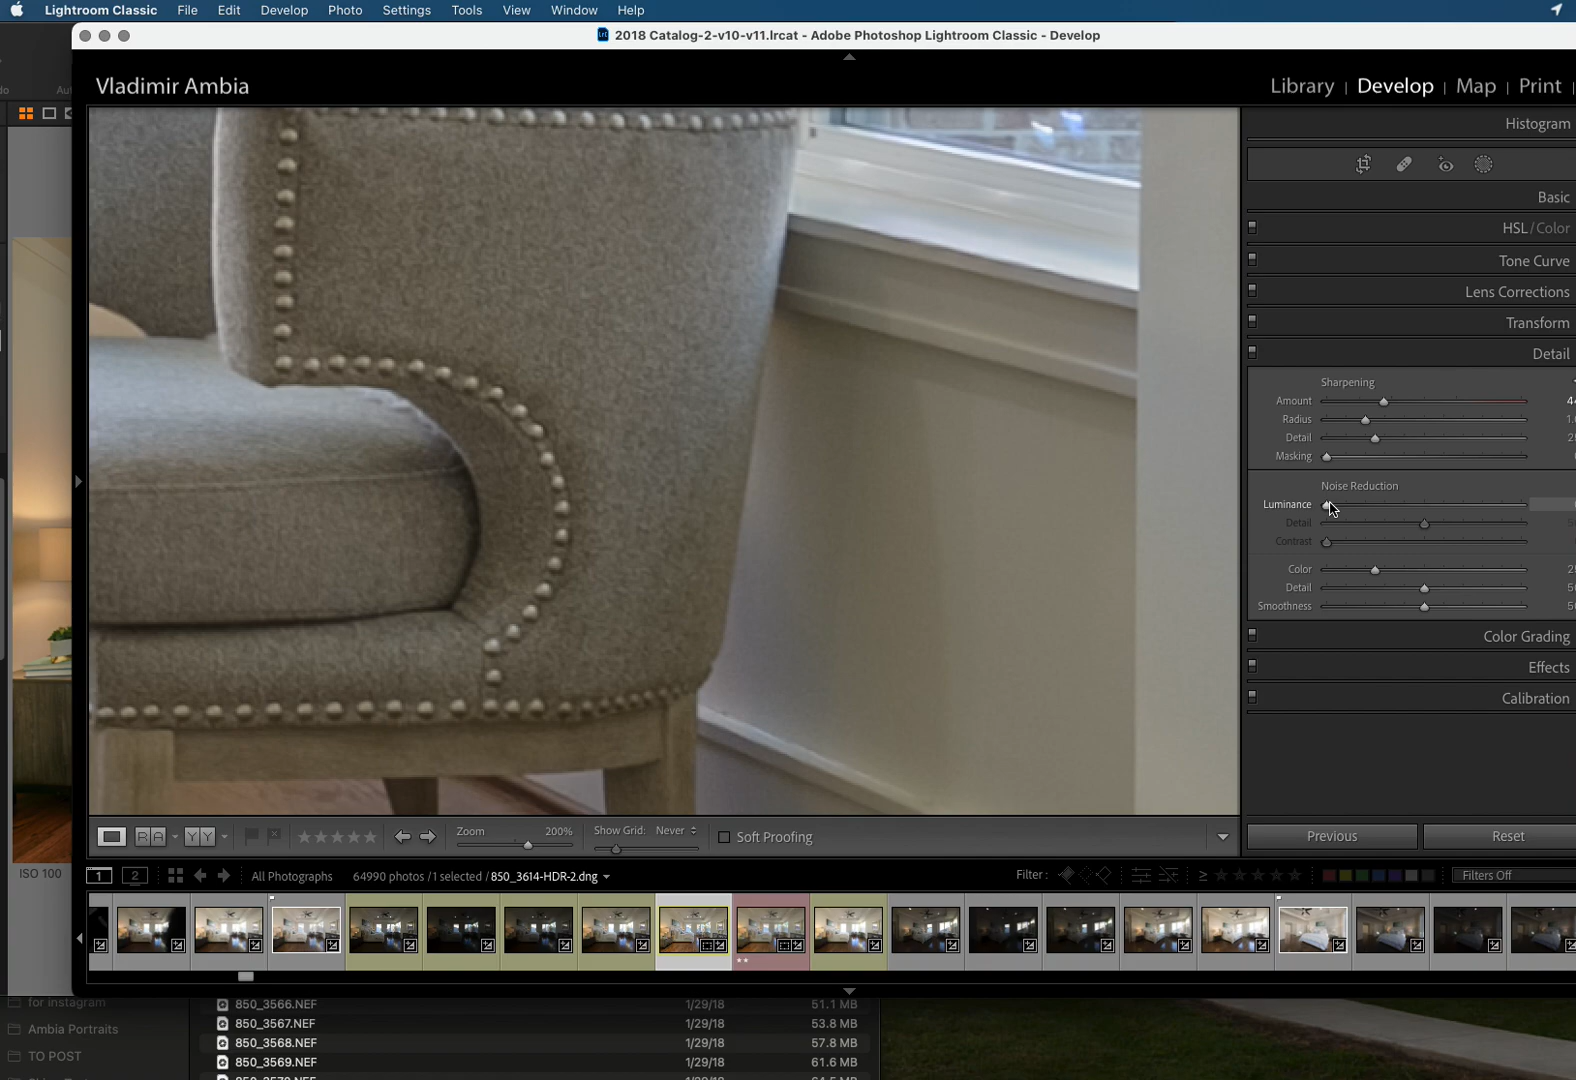 Lightroom Classic File Edit Develop Photo Settings Tools View Window Help
2018 Catalog-2-v10-v11.lrcat - Adobe Photoshop Lightroom Classic - Develop
Vladimir Ambia
Library | Develop | Map | Print |
Histogram
Basic
HSL / Color
Tone Curve
Lens Corrections
Transform
Detail
Sharpening
Amount
Radius
Detail
Masking
Noise Reduction
Luminance
Detail
Contrast
Color
Detail
Smoothness
Color Grading
Effects
Calibration
Previous Reset
R A Y Y Zoom 200% Show Grid: Never Soft Proofing
ISO 100
1 2 All Photographs 64990 photos / 1 selected / 850_3614-HDR-2.dng Filter : Filters Off
for instagram
Ambia Portraits
TO POST
850_3566.NEF 1/29/18 51.1 MB
850_3567.NEF 1/29/18 53.8 MB
850_3568.NEF 1/29/18 57.8 MB
850_3569.NEF 1/29/18 61.6 MB